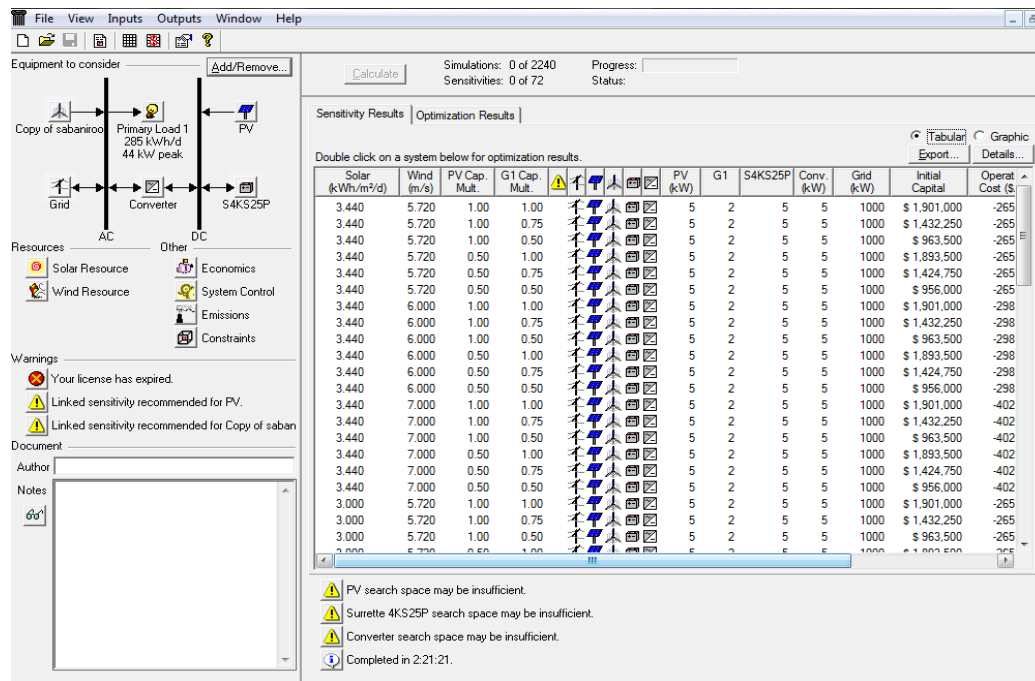 File View Inputs Outputs Window Help
Equipment to consider
Add/Remove...
Copy of sabaniroo
Primary Load 1
285 kWh/d
44 kW peak
PV
Grid
Converter
S4KS25P
AC
DC
Resources
Other
Solar Resource
Economics
Wind Resource
System Control
Emissions
Constraints
Warnings
Your license has expired.
Linked sensitivity recommended for PV.
Linked sensitivity recommended for Copy of saban
Document
Author
Notes
Calculate
Simulations: 0 of 2240
Sensitivities: 0 of 72
Progress:
Status:
Sensitivity Results Optimization Results
Tabular Graphic
Double click on a system below for optimization results.
Export... Details...
Solar (kWh/m²/d) Wind (m/s) PV Cap. Mult. G1 Cap. Mult. PV (kW) G1 S4KS25P Conv. (kW) Grid (kW) Initial Capital Operat Cost ($.
3.440 5.720 1.00 1.00 5 2 5 5 1000 $ 1,901,000 -265
3.440 5.720 1.00 0.75 5 2 5 5 1000 $ 1,432,250 -265
3.440 5.720 1.00 0.50 5 2 5 5 1000 $ 963,500 -265
3.440 5.720 0.50 1.00 5 2 5 5 1000 $ 1,893,500 -265
3.440 5.720 0.50 0.75 5 2 5 5 1000 $ 1,424,750 -265
3.440 5.720 0.50 0.50 5 2 5 5 1000 $ 956,000 -265
3.440 6.000 1.00 1.00 5 2 5 5 1000 $ 1,901,000 -298
3.440 6.000 1.00 0.75 5 2 5 5 1000 $ 1,432,250 -298
3.440 6.000 1.00 0.50 5 2 5 5 1000 $ 963,500 -298
3.440 6.000 0.50 1.00 5 2 5 5 1000 $ 1,893,500 -298
3.440 6.000 0.50 0.75 5 2 5 5 1000 $ 1,424,750 -298
3.440 6.000 0.50 0.50 5 2 5 5 1000 $ 956,000 -298
3.440 7.000 1.00 1.00 5 2 5 5 1000 $ 1,901,000 -402
3.440 7.000 1.00 0.75 5 2 5 5 1000 $ 1,432,250 -402
3.440 7.000 1.00 0.50 5 2 5 5 1000 $ 963,500 -402
3.440 7.000 0.50 1.00 5 2 5 5 1000 $ 1,893,500 -402
3.440 7.000 0.50 0.75 5 2 5 5 1000 $ 1,424,750 -402
3.440 7.000 0.50 0.50 5 2 5 5 1000 $ 956,000 -402
3.000 5.720 1.00 1.00 5 2 5 5 1000 $ 1,901,000 -265
3.000 5.720 1.00 0.75 5 2 5 5 1000 $ 1,432,250 -265
3.000 5.720 1.00 0.50 5 2 5 5 1000 $ 963,500 -265
3.000 5.720 0.50 1.00 5 2 5 5 1000 $ 1,893,500 -265
PV search space may be insufficient.
Surrette 4KS25P search space may be insufficient.
Converter search space may be insufficient.
Completed in 2:21:21.